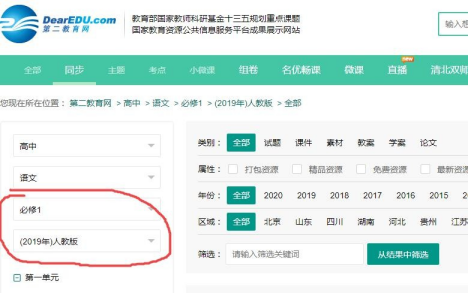 DearEDU.com
第二教育网
教育部国家教师科研基金十三五规划重点课题
国家教育资源公共信息服务平台成果展示网站
全部 同步 主题 考点 小微课 组卷 名优畅课 微课 直播 清北双师
您现在所在位置： 第二教育网 > 高中 > 语文 > 必修1 > (2019年)人教版 > 全部
高中
语文
必修1
(2019年)人教版
第一单元
类别： 全部 试题 课件 素材 教案 学案 论文
属性： 打包资源 精品资源 免费资源 最新资源
年份： 全部 2020 2019 2018 2017 2016 2015
区域： 全部 北京 山东 四川 湖南 河北 贵州 江苏
筛选： 请输入筛选关键词 从结果中筛选